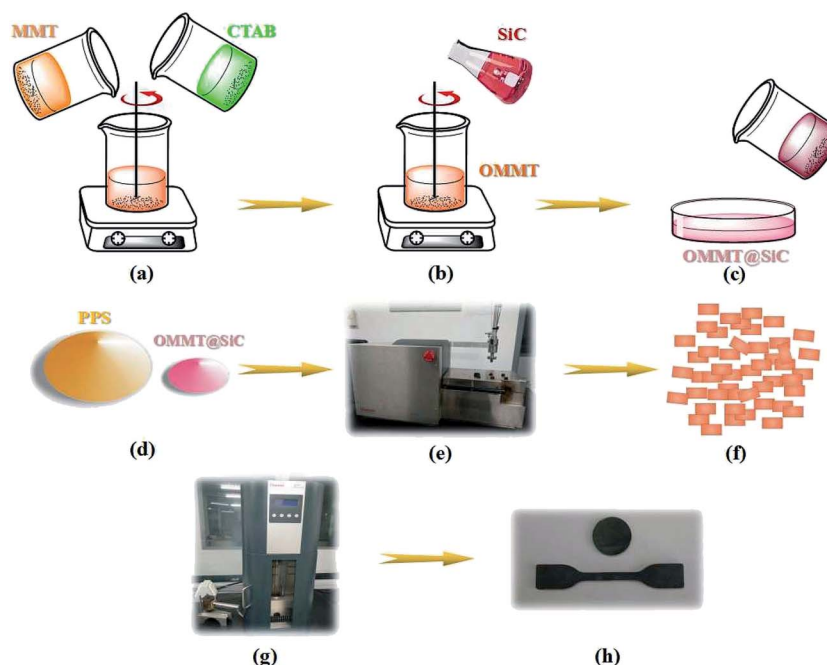 MMT
CTAB
SiC
OMMT
OMMT@SiC
(a)
(b)
(c)
PPS
OMMT@SiC
(d)
(e)
(f)
(g)
(h)